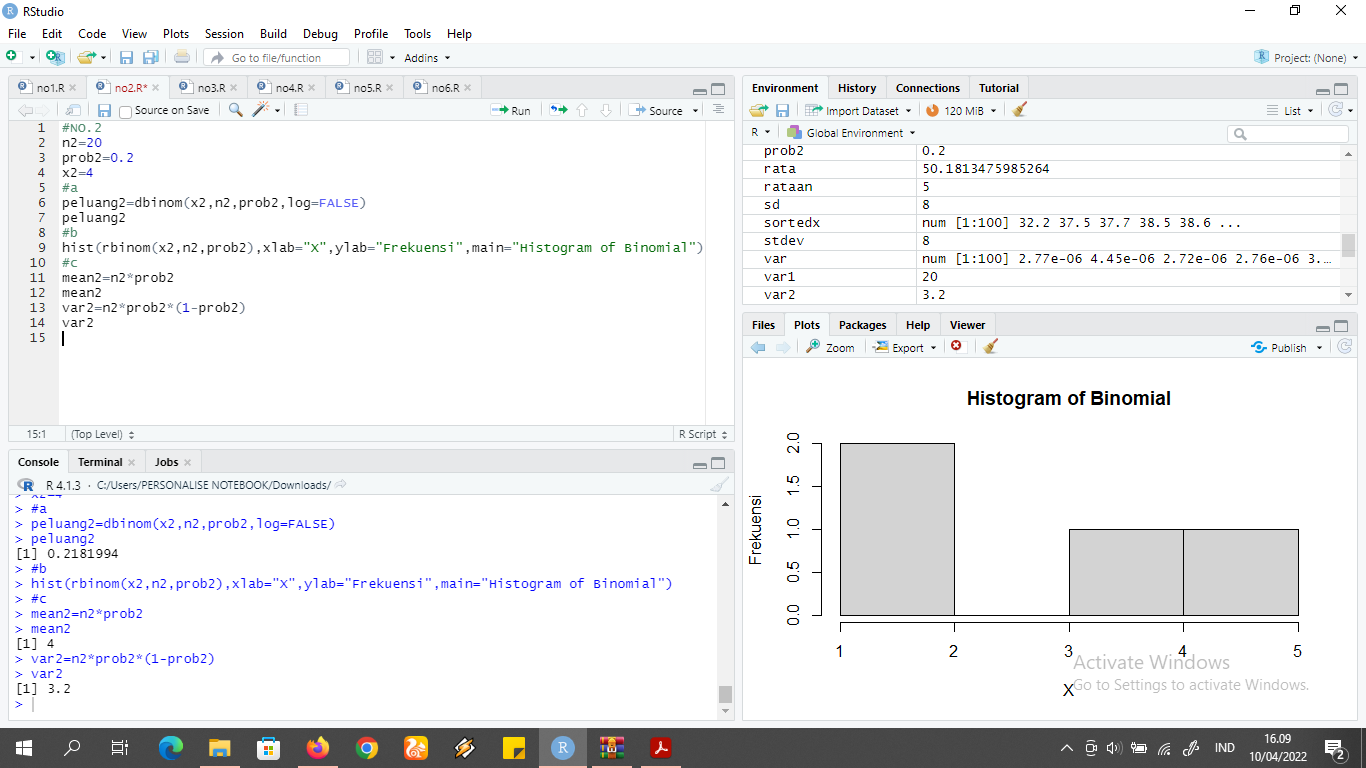 RStudio
File Edit Code View Plots Session Build Debug Profile Tools Help
Go to file/function Addins Project: (None)
no1.R no2.R* no3.R no4.R no5.R no6.R
Source on Save Run Source
1 #NO.2
2 n2=20
3 prob2=0.2
4 x2=4
5 #a
6 peluang2=dbinom(x2,n2,prob2,log=FALSE)
7 peluang2
8 #b
9 hist(rbinom(x2,n2,prob2),xlab="X",ylab="Frekuensi",main="Histogram of Binomial")
10 #c
11 mean2=n2*prob2
12 mean2
13 var2=n2*prob2*(1-prob2)
14 var2
15
15:1 (Top Level) R Script
Console Terminal Jobs
R 4.1.3 · C:/Users/PERSONALISE NOTEBOOK/Downloads/
> x2=4
> #a
> peluang2=dbinom(x2,n2,prob2,log=FALSE)
> peluang2
[1] 0.2181994
> #b
> hist(rbinom(x2,n2,prob2),xlab="X",ylab="Frekuensi",main="Histogram of Binomial")
> #c
> mean2=n2*prob2
> mean2
[1] 4
> var2=n2*prob2*(1-prob2)
> var2
[1] 3.2
>
Environment History Connections Tutorial
Import Dataset 120 MiB List
R Global Environment
prob2 0.2
rata 50.1813475985264
rataan 5
sd 8
sortedx num [1:100] 32.2 37.5 37.7 38.5 38.6 ...
stdev 8
var num [1:100] 2.77e-06 4.45e-06 2.72e-06 2.76e-06 3.…
var1 20
var2 3.2
Files Plots Packages Help Viewer
Zoom Export Publish
Histogram of Binomial
Frekuensi
2.0
1.5
1.0
0.5
0.0
1 2 3 4 5
X
Activate Windows
Go to Settings to activate Windows.
IND
16.09
10/04/2022
2